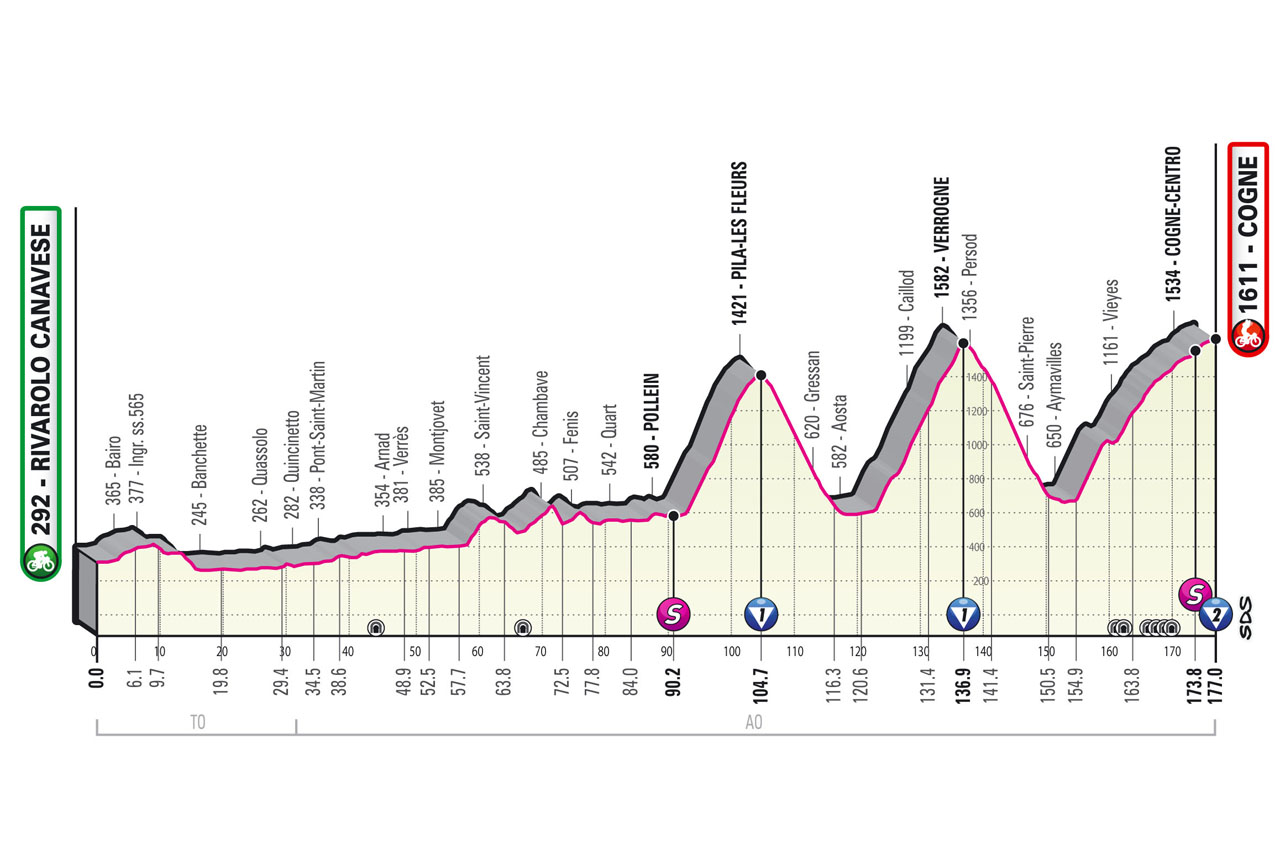 292 - RIVAROLO CANAVESE
365 - Bairo
377 - Ingr. ss.565
245 - Banchette
262 - Quassolo
282 - Quincinetto
338 - Pont-Saint-Martin
354 - Arnad
381 - Verrès
385 - Montjovet
538 - Saint-Vincent
485 - Chambave
507 - Fenis
542 - Quart
580 - POLLEIN
1421 - PILA-LES FLEURS
620 - Gressan
582 - Aosta
1199 - Caillod
1582 - VERROGNE
1356 - Persod
676 - Saint-Pierre
650 - Aymavilles
1161 - Vieyes
1534 - COGNE-CENTRO
1611 - COGNE
1400
1200
1000
800
600
400
200
S 1 1 S 2
SDS
0 10 20 30 40 50 60 70 80 90 100 110 120 130 140 150 160 170
0.0 6.1 9.7 19.8 29.4 34.5 38.6 48.9 52.5 57.7 63.8 72.5 77.8 84.0 90.2 104.7 116.3 120.6 131.4 136.9 141.4 150.5 154.9 163.8 173.8 177.0
TO AO